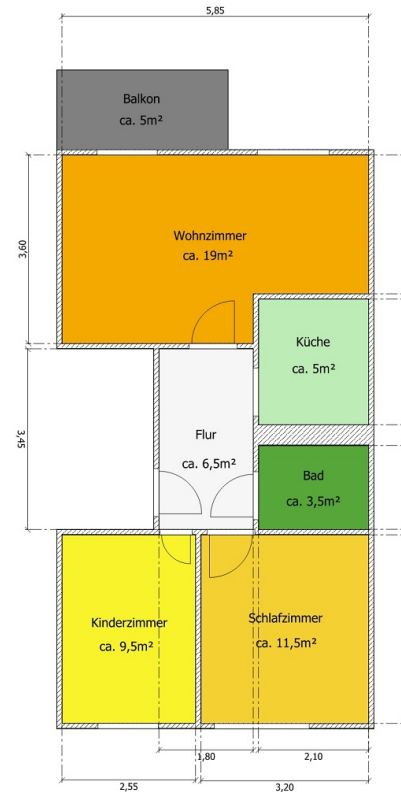 5,85
Balkon
ca. 5m²
Wohnzimmer
ca. 19m²
3,60
Küche
ca. 5m²
3,45
Flur
ca. 6,5m²
Bad
ca. 3,5m²
Kinderzimmer
ca. 9,5m²
Schlafzimmer
ca. 11,5m²
1,80
2,10
2,55
3,20